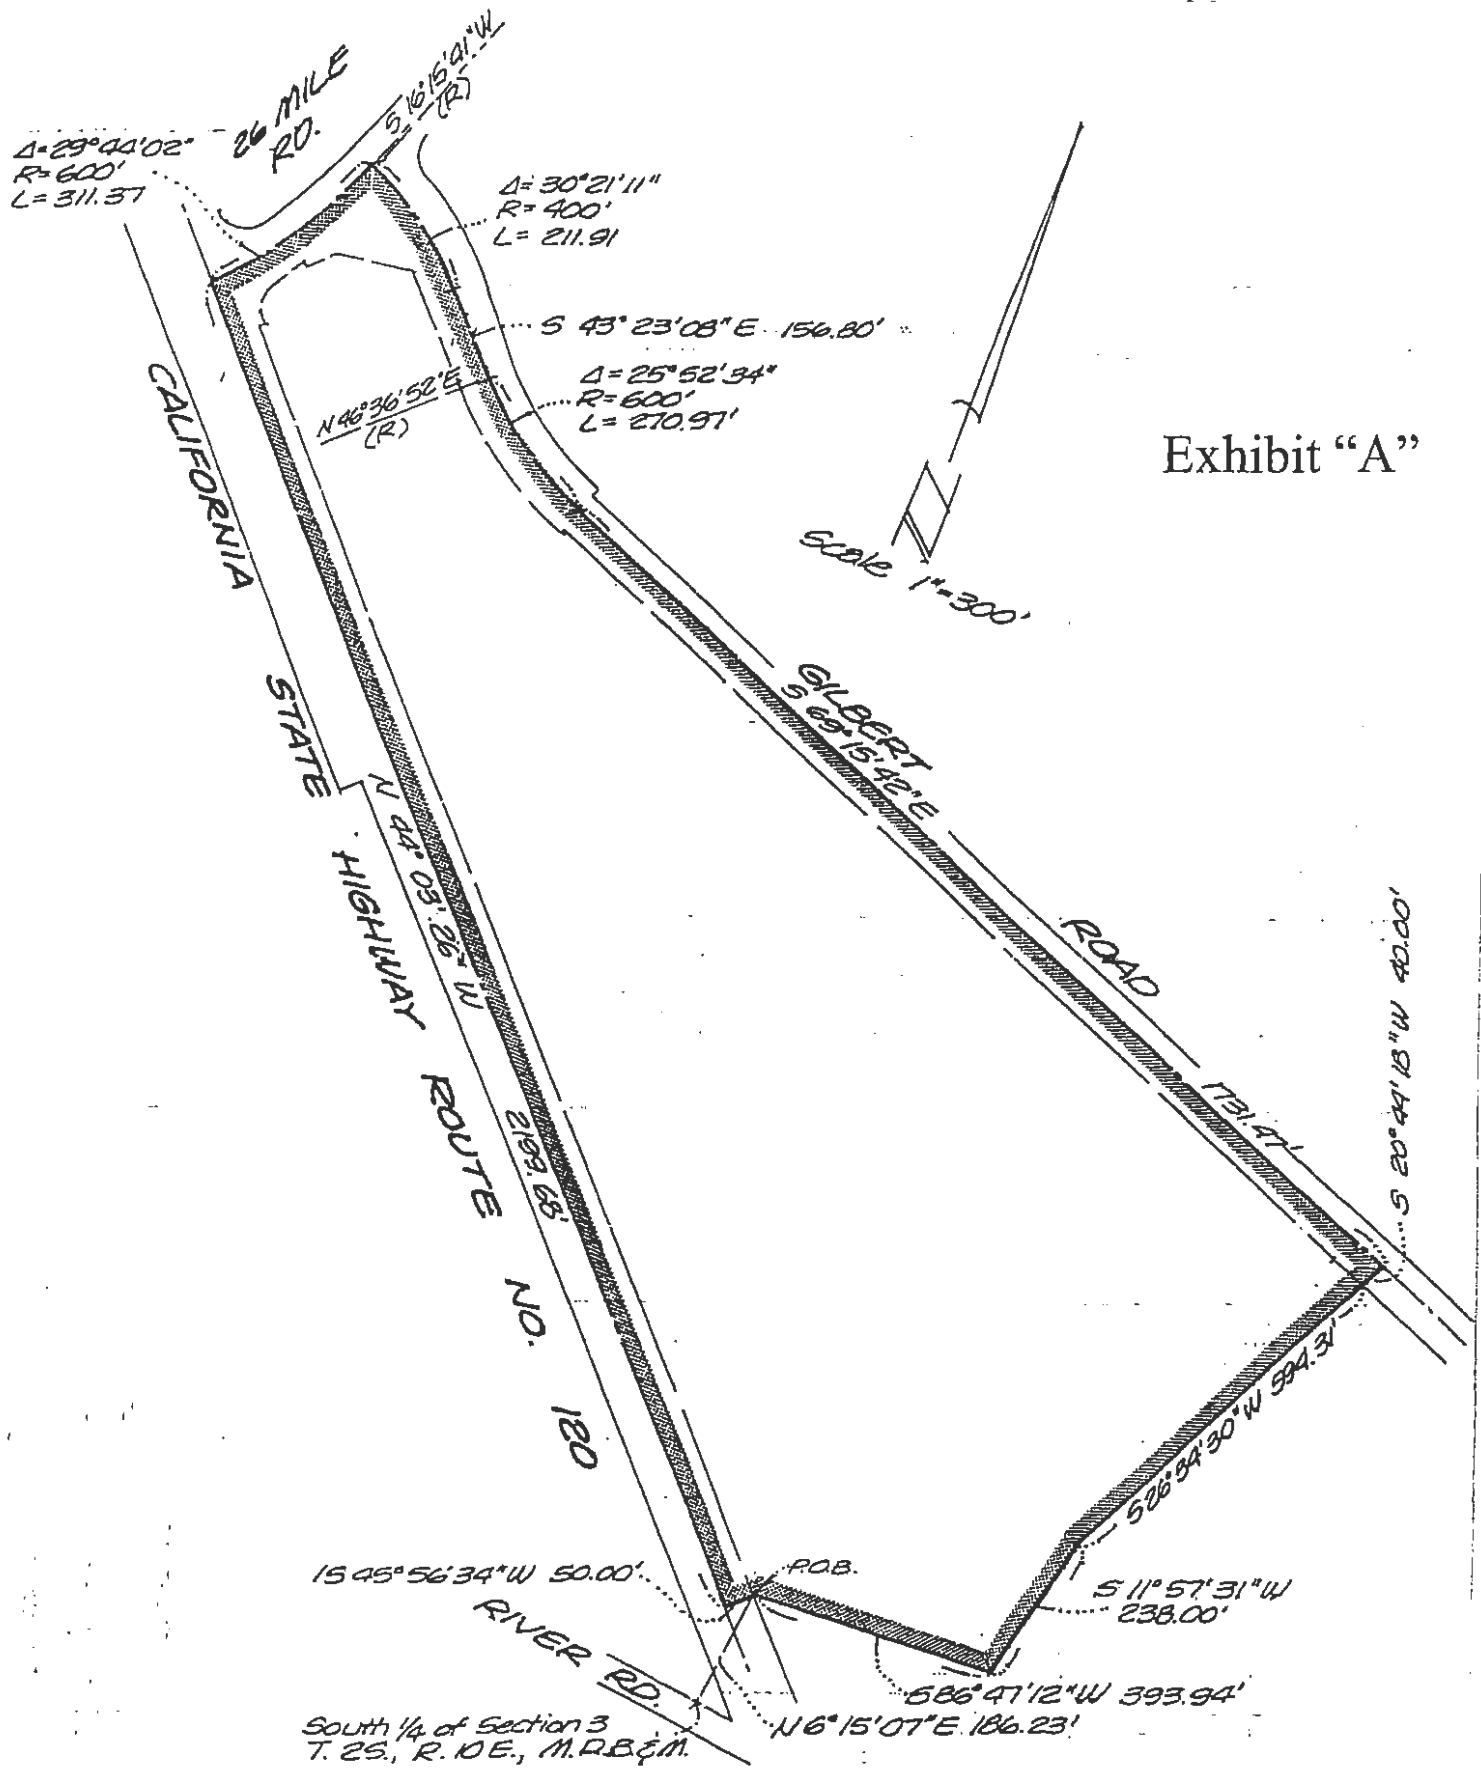 26 MILE
RD.
S 16°15'41"W
(R)
Δ=29°44'02"
R=600'
L=311.37
Δ=30°21'11"
R=400'
L=211.91
S 43°23'08"E 156.80'
Δ=25°52'34"
R=600'
L=270.97'
N46°36'52"E
(R)
Exhibit “A”
Scale 1"=300'
CALIFORNIA STATE HIGHWAY ROUTE NO. 120
N 44° 03' 26" W 2199.68'
GILBERT ROAD
S 69°15'42"E 1731.47'
S 20°44'18"W 40.00'
S26°34'30"W 594.31'
S 11°57'31"W
238.00'
P.O.B.
S45°56'34"W 50.00'
RIVER RD.
S86°47'12"W 393.94'
N6°15'07"E 186.23'
South 1/4 of Section 3
T. 2S., R. 10 E., M.D.B.&M.